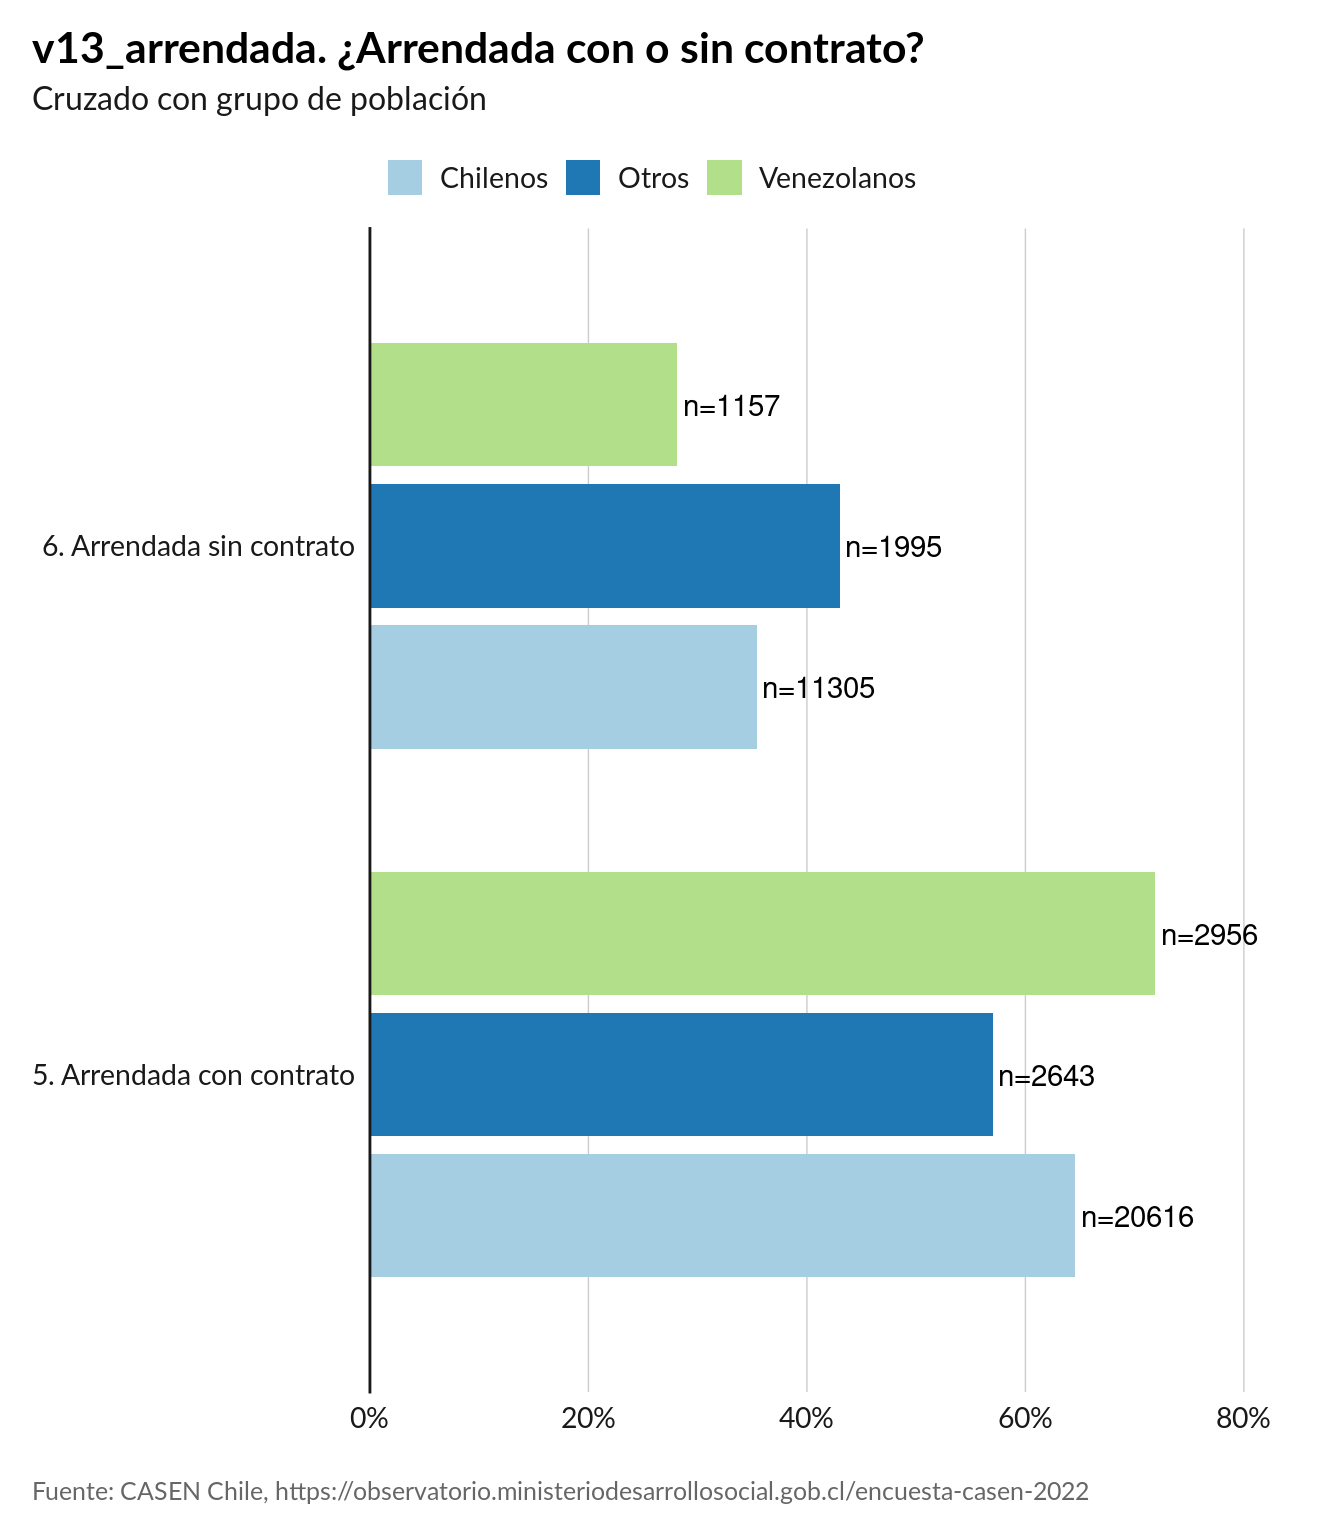 v13_arrendada. ¿Arrendada con o sin contrato?
Cruzado con grupo de población
Chilenos Otros Venezolanos
n=1157
6. Arrendada sin contrato n=1995
n=11305
n=2956
5. Arrendada con contrato n=2643
n=20616
0% 20% 40% 60% 80%
Fuente: CASEN Chile, https://observatorio.ministeriodesarrollosocial.gob.cl/encuesta-casen-2022